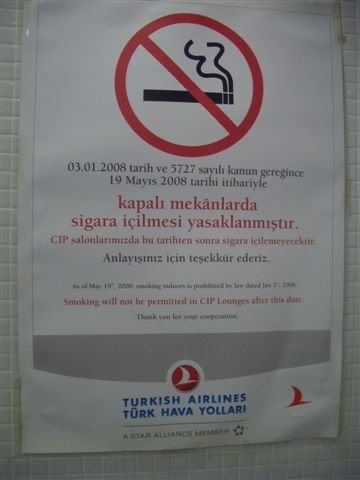 03.01.2008 tarih ve 5727 sayılı kanun gereğince
19 Mayıs 2008 tarihi itibariyle
kapalı mekânlarda
sigara içilmesi yasaklanmıştır.
CIP salonlarımızda bu tarihten sonra sigara içilemeyecektir.
Anlayışınız için teşekkür ederiz.
As of May 19ᵗ, 2008, smoking indoors is prohibited by law dated Jan 3ʳ, 2008.
Smoking will not be permitted in CIP Lounges after this date.
Thank you for your cooperation.
TURKISH AIRLINES
TÜRK HAVA YOLLARI
A STAR ALLIANCE MEMBER